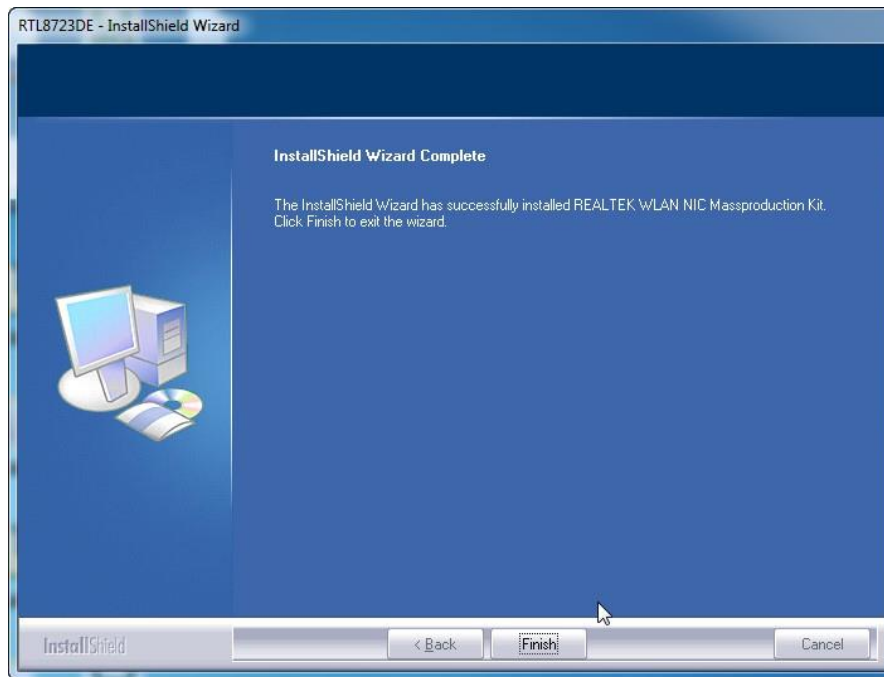 RTL8723DE - InstallShield Wizard
InstallShield Wizard Complete
The InstallShield Wizard has successfully installed REALTEK WLAN NIC Massproduction Kit.
Click Finish to exit the wizard.
InstallShield
< Back
Finish
Cancel